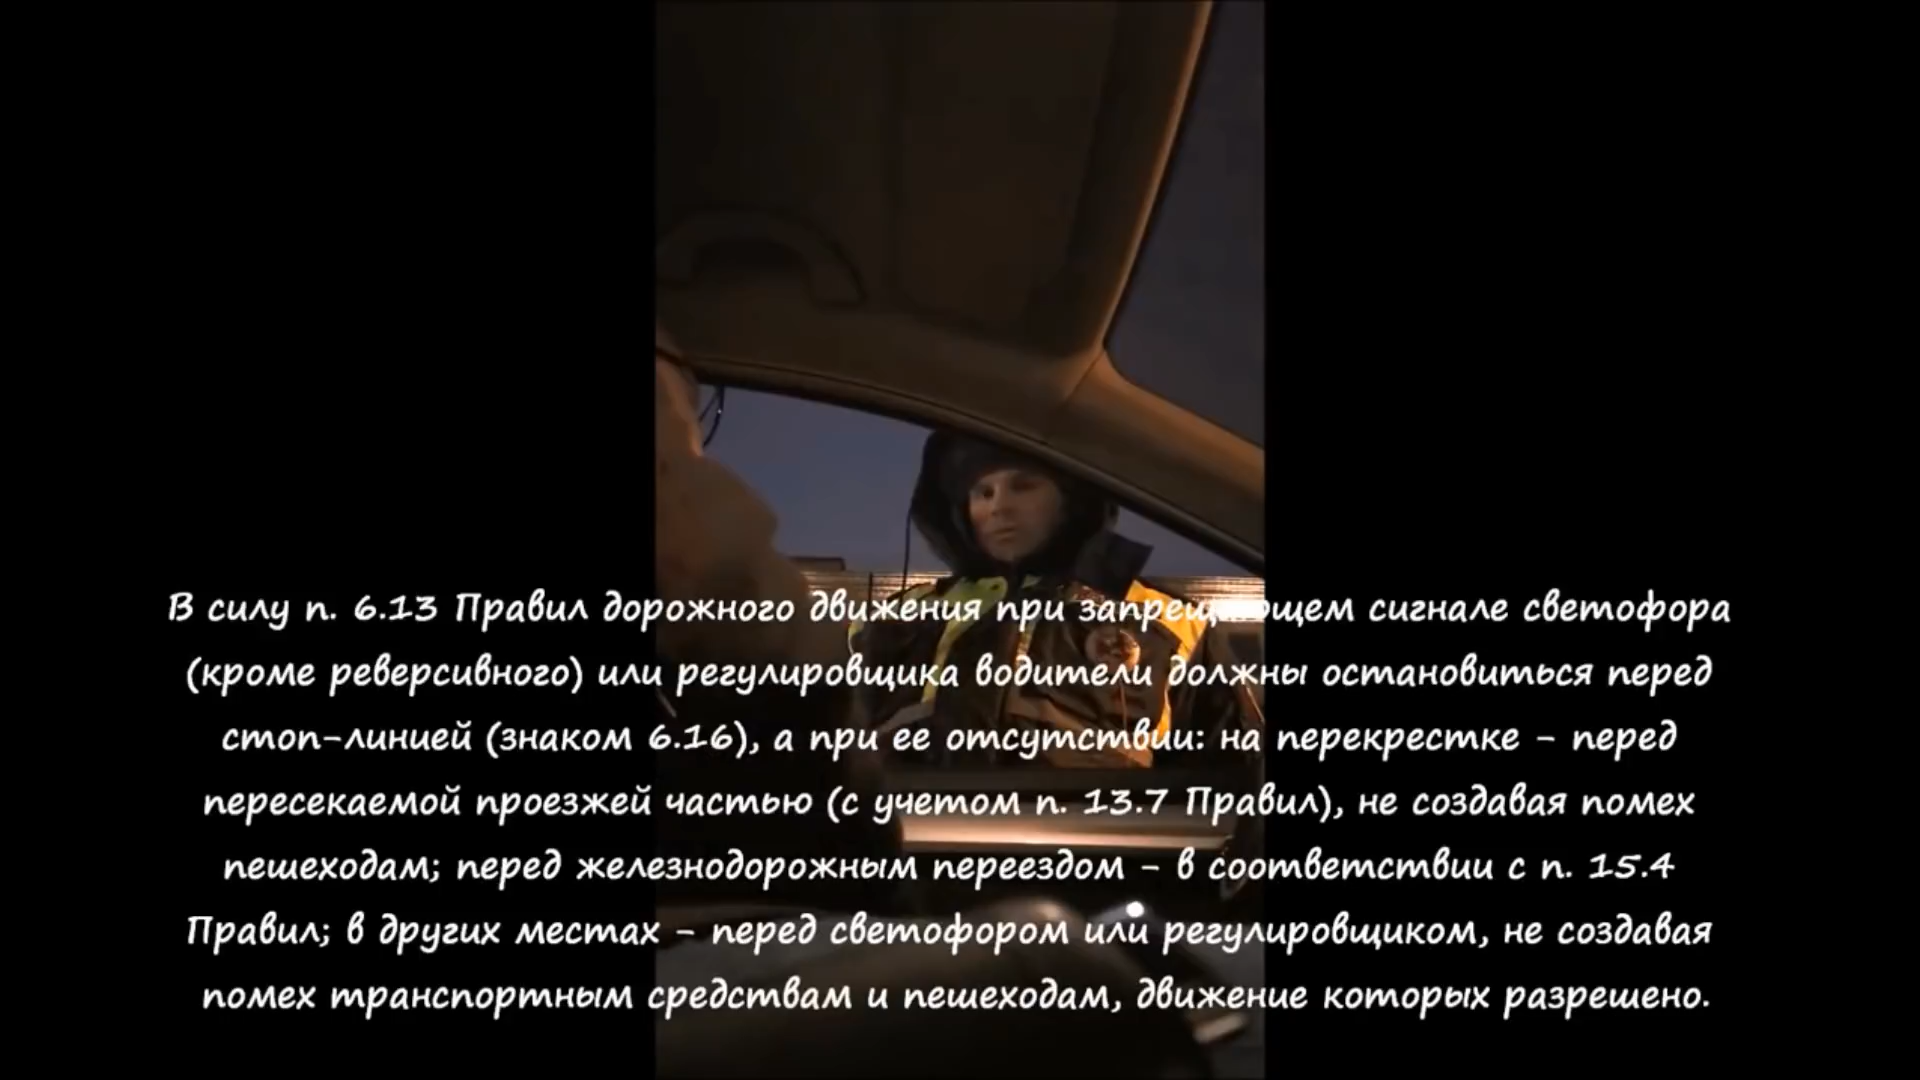 В силу п. 6.13 Правил дорожного движения при запрещающем сигнале светофора
(кроме реверсивного) или регулировщика водители должны остановиться перед
стоп-линией (знаком 6.16), а при ее отсутствии: на перекрестке - перед
пересекаемой проезжей частью (с учетом п. 13.7 Правил), не создавая помех
пешеходам; перед железнодорожным переездом - в соответствии с п. 15.4
Правил; в других местах - перед светофором или регулировщиком, не создавая
помех транспортным средствам и пешеходам, движение которых разрешено.